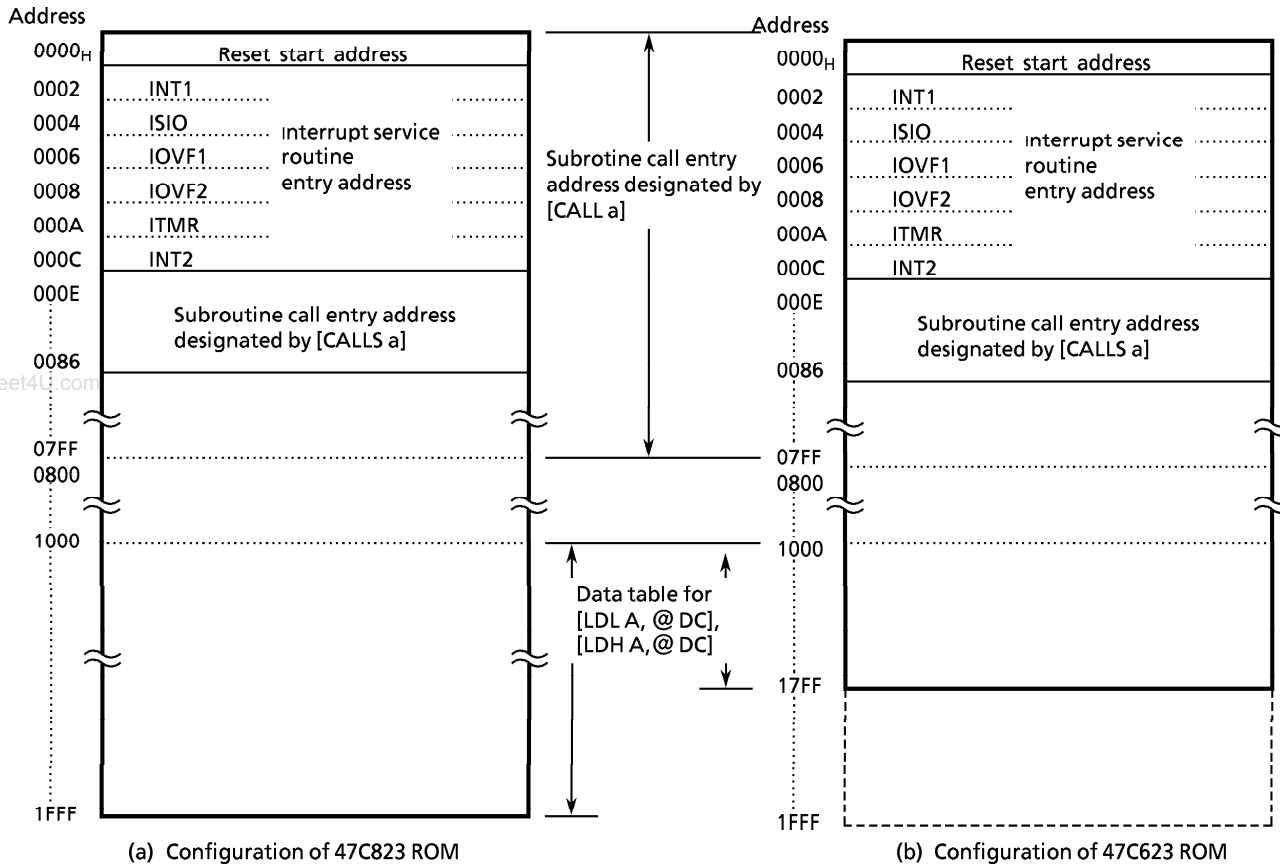 Address
0000H
Reset start address
0002
INT1
0004
ISIO
0006
IOVF1
0008
IOVF2
000A
ITMR
000C
INT2
Interrupt service
routine
entry address
000E
Subroutine call entry address
designated by [CALLS a]
0086
eet4U.com
07FF
0800
1000
1FFF
(a) Configuration of 47C823 ROM
Subrotine call entry
address designated by
[CALL a]
Data table for
[LDL A, @ DC],
[LDH A,@ DC]
Address
0000H
Reset start address
0002
INT1
0004
ISIO
0006
IOVF1
0008
IOVF2
000A
ITMR
000C
INT2
Interrupt service
routine
entry address
000E
Subroutine call entry address
designated by [CALLS a]
0086
07FF
0800
1000
17FF
1FFF
(b) Configuration of 47C623 ROM